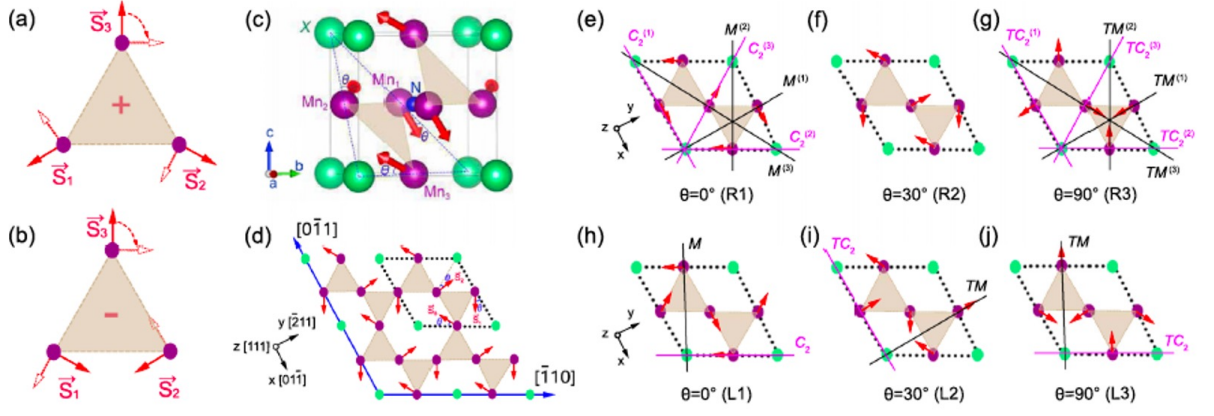 (a)
S₃
+
S₁
S₂
(b)
S₃
-
S₁
S₂
(c)
X
θ
Mn₁
N
Mn₂
θ
θ
Mn₃
c
b
a
(d)
[01̄1]
y [2̄11]
z [111]
x [011̄]
[1̄10]
(e)
C₂⁽¹⁾
M⁽²⁾
C₂⁽³⁾
M⁽¹⁾
C₂⁽²⁾
M⁽³⁾
y
z
x
θ=0° (R1)
(f)
θ=30° (R2)
(g)
TC₂⁽¹⁾
TM⁽²⁾
TC₂⁽³⁾
TM⁽¹⁾
TC₂⁽²⁾
TM⁽³⁾
θ=90° (R3)
(h)
M
C₂
y
z
x
θ=0° (L1)
(i)
TC₂
TM
θ=30° (L2)
(j)
TM
TC₂
θ=90° (L3)